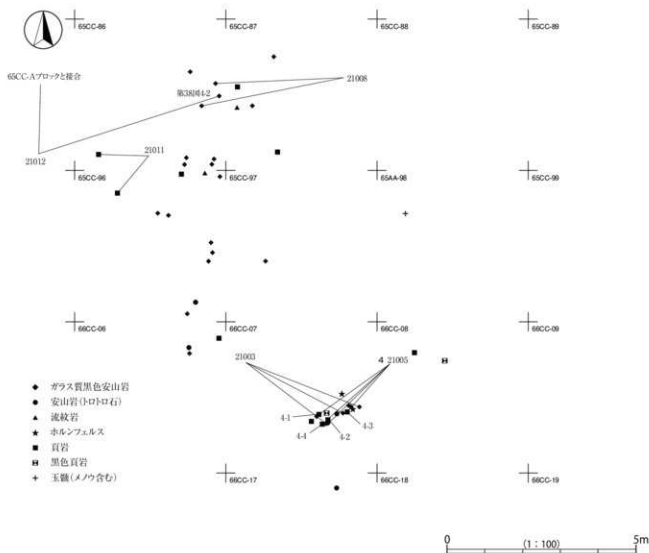 65CC-86
65CC-87
65CC-88
65CC-89
65CC-Aブロックと接合
第38図4-2
21008
21012
21011
65CC-96
65CC-97
65AA-98
65CC-99
66CC-06
66CC-07
66CC-08
66CC-09
21003
4 21005
4-1
4-4
4-2
4-3
ガラス質黒色安山岩
安山岩(トロトロ石)
流紋岩
ホルンフェルス
頁岩
黒色頁岩
玉髄(メノウ含む)
66CC-17
66CC-18
66CC-19
0 (1：100) 5m